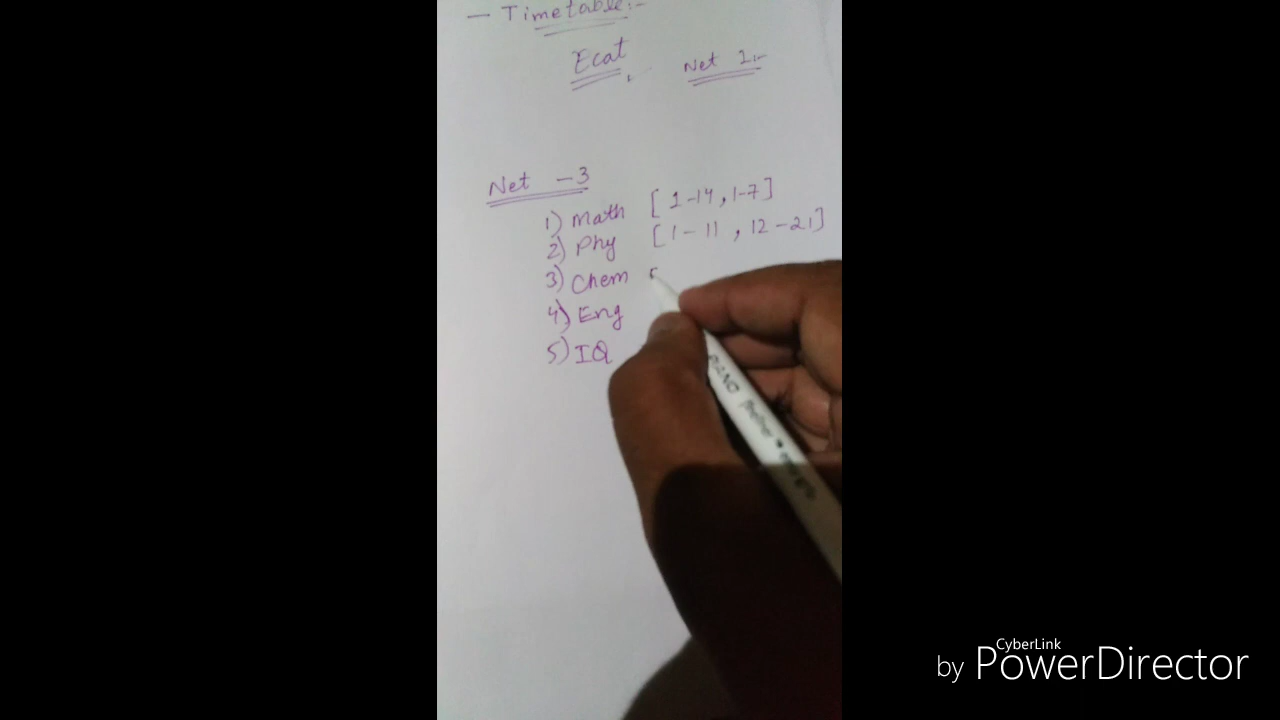 — Timetable:-
Ecat
Net 1:-
Net -3
1) Math [ 1-14 , 1-7 ]
2) Phy [ 1 - 11 , 12 - 21 ]
3) Chem
4) Eng
5) IQ
PIANO
CyberLink
by PowerDirector